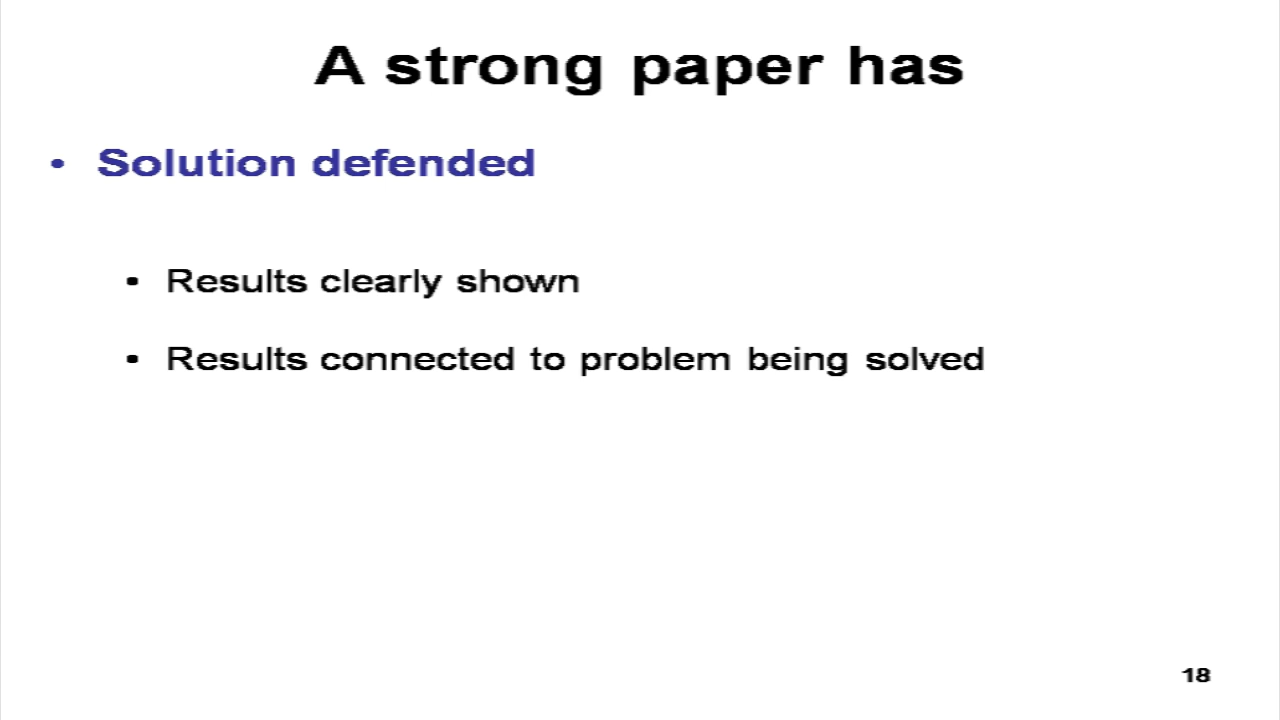 A strong paper has
• Solution defended
• Results clearly shown
• Results connected to problem being solved
18